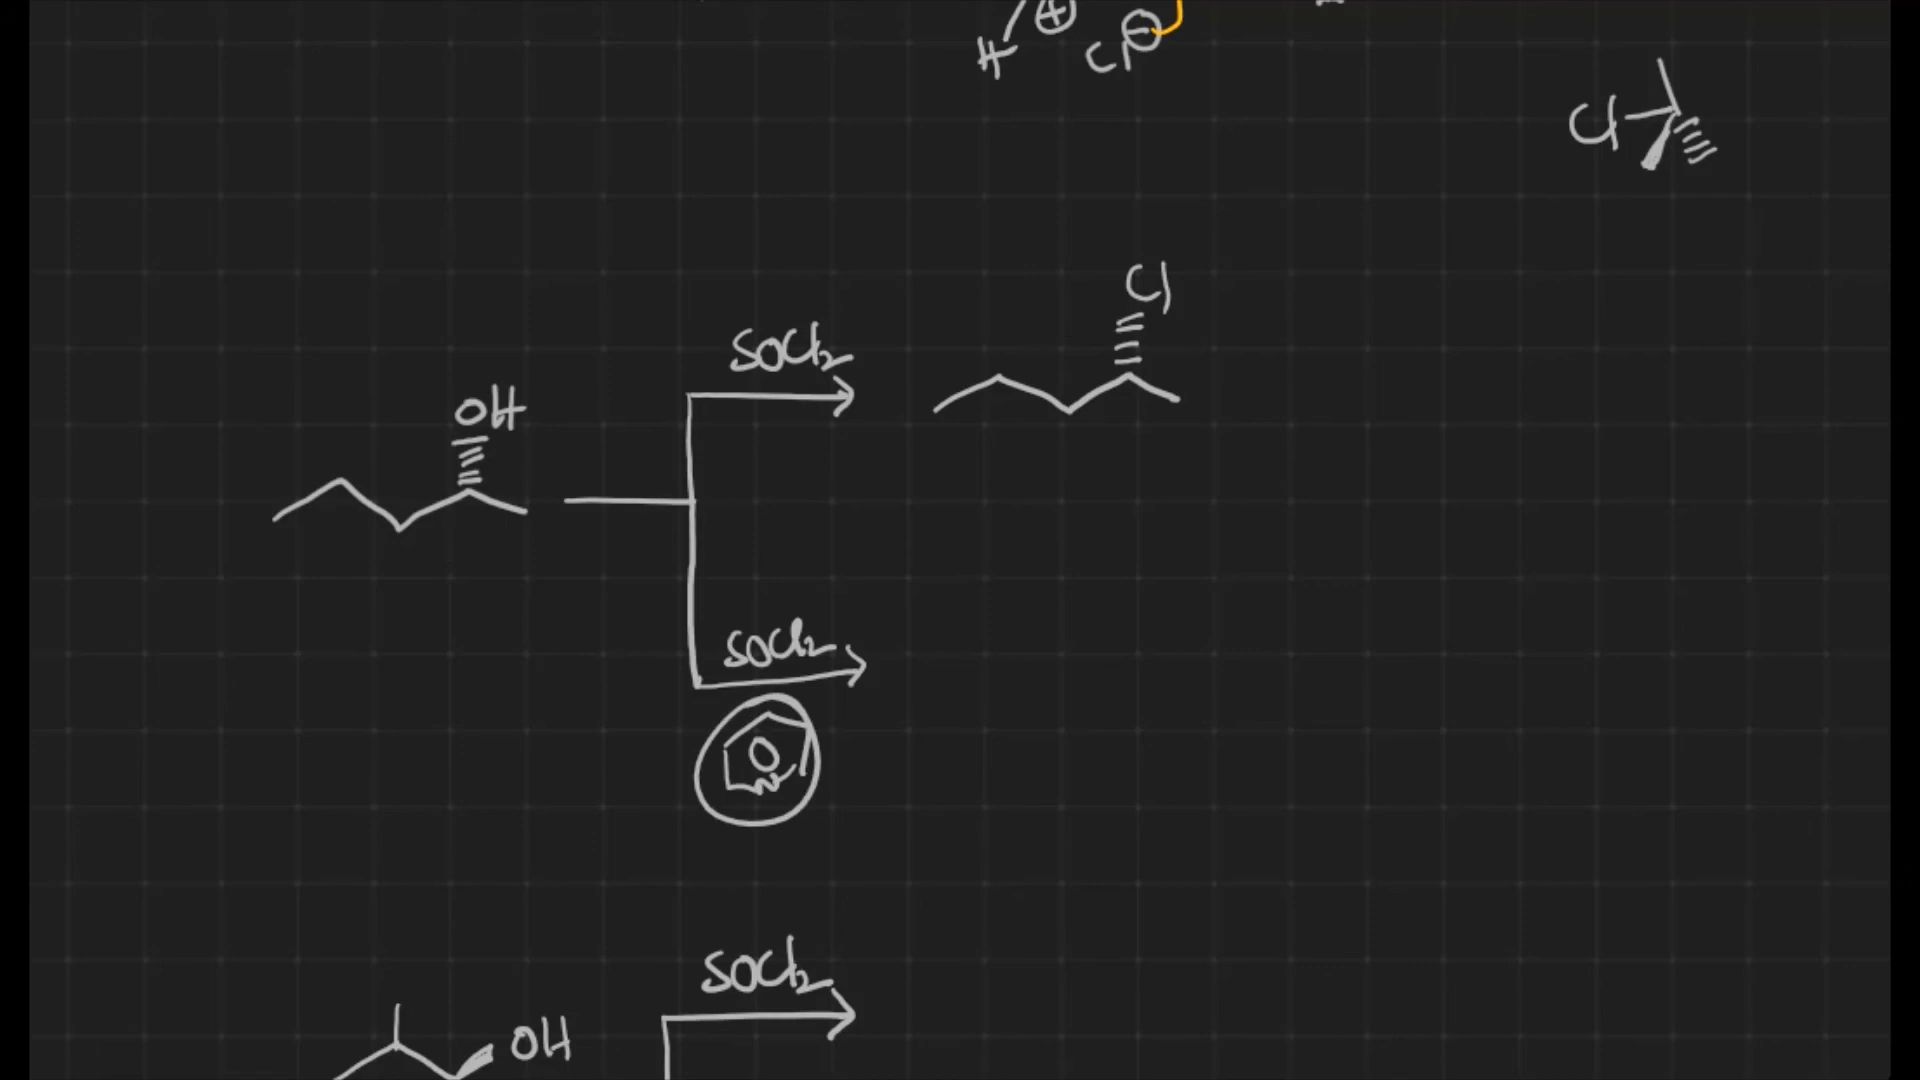 H ⊕ Cl ⊖
Cl
Cl
SOCl₂
OH
SOCl₂
N
SOCl₂
OH